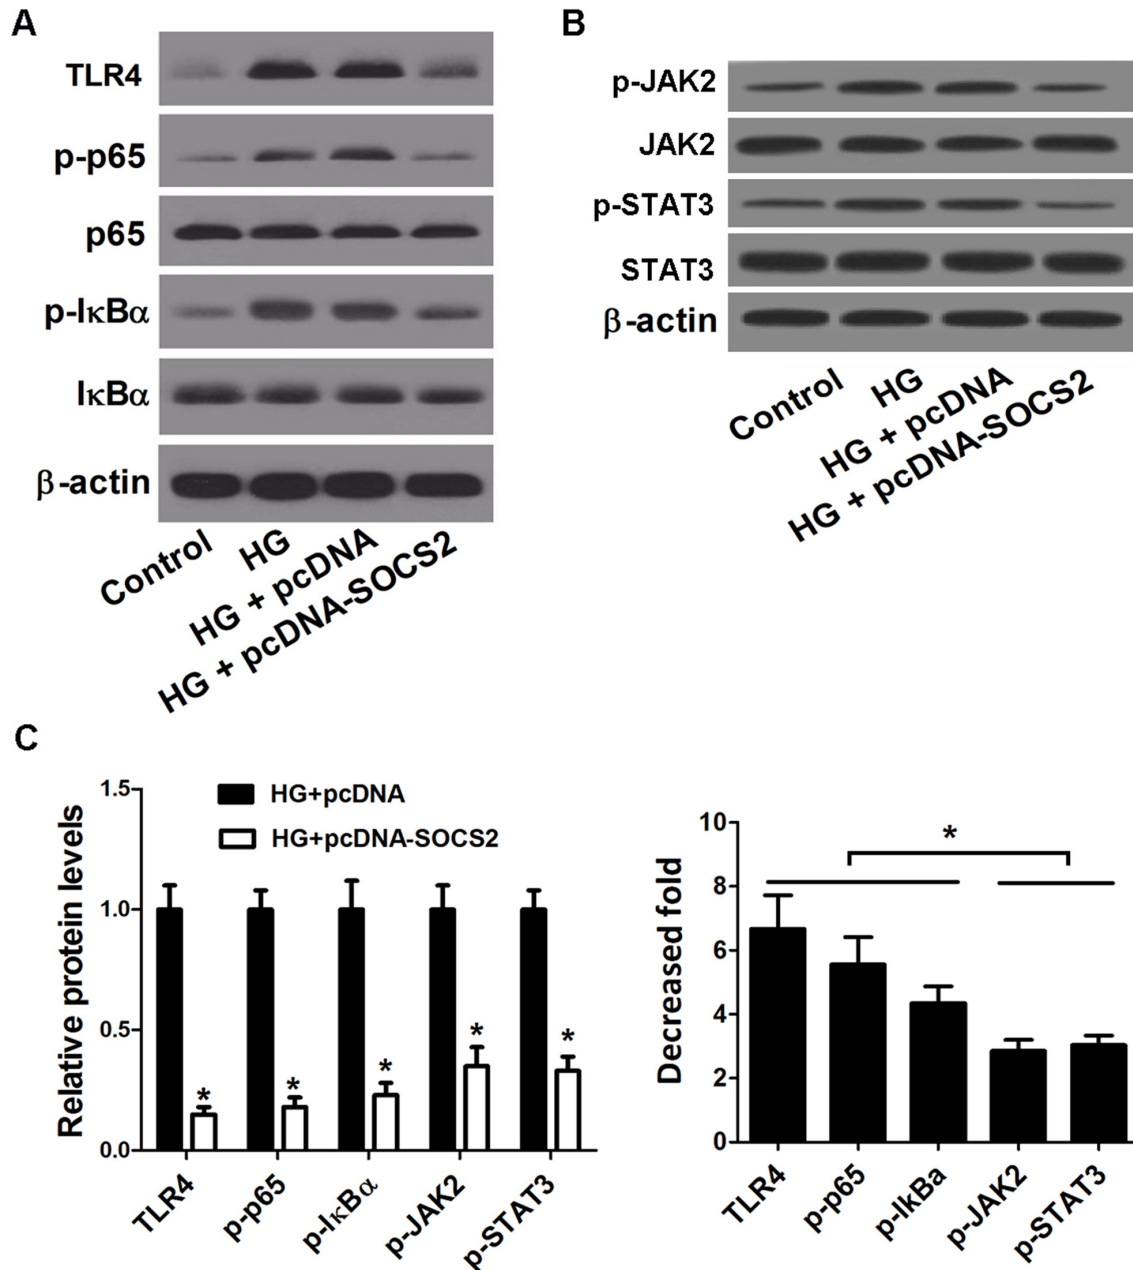 A
TLR4
p-p65
p65
p-IκBα
IκBα
β-actin
Control
HG
HG + pcDNA
HG + pcDNA-SOCS2
B
p-JAK2
JAK2
p-STAT3
STAT3
β-actin
Control
HG
HG + pcDNA
HG + pcDNA-SOCS2
C
Relative protein levels
1.5
1.0
0.5
0.0
HG+pcDNA
HG+pcDNA-SOCS2
* * * * *
TLR4
p-p65
p-IκBα
p-JAK2
p-STAT3
Decreased fold
10
8
6
4
2
0
*
TLR4
p-p65
p-IkBa
p-JAK2
p-STAT3